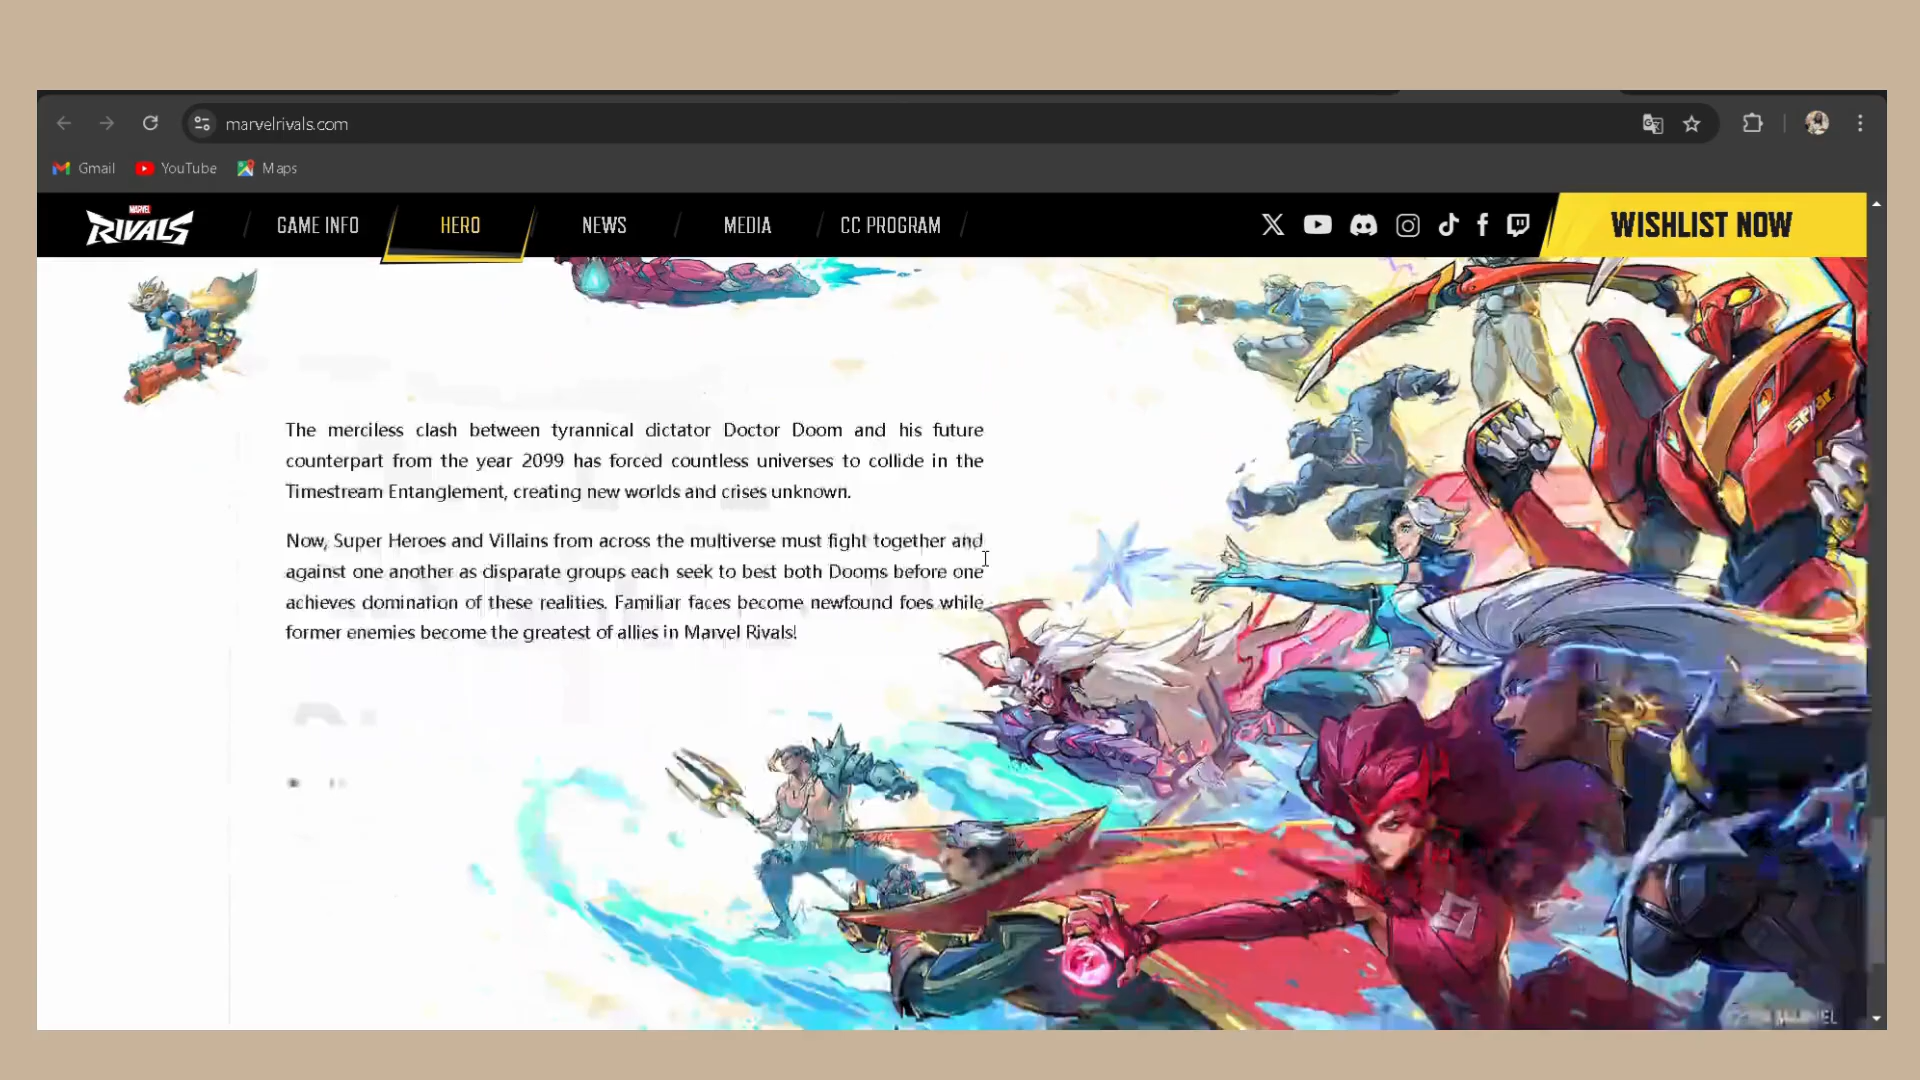 marvelrivals.com
Gmail YouTube Maps
MARVEL
RIVALS
GAME INFO HERO NEWS MEDIA CC PROGRAM WISHLIST NOW
The merciless clash between tyrannical dictator Doctor Doom and his future
counterpart from the year 2099 has forced countless universes to collide in the
Timestream Entanglement, creating new worlds and crises unknown.
Now, Super Heroes and Villains from across the multiverse must fight together and
against one another as disparate groups each seek to best both Dooms before one
achieves domination of these realities. Familiar faces become newfound foes while
former enemies become the greatest of allies in Marvel Rivals!
MARVEL